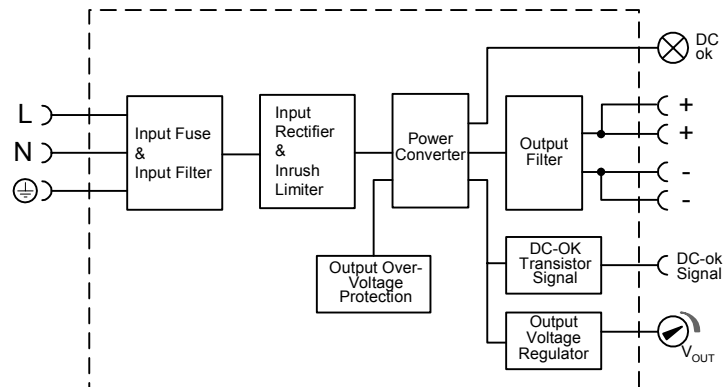 DC
ok
L
N
Input Fuse
&
Input Filter
Input
Rectifier
&
Inrush
Limiter
Power
Converter
Output
Filter
+
+
-
-
Output Over-
Voltage
Protection
DC-OK
Transistor
Signal
DC-ok
Signal
Output
Voltage
Regulator
VOUT